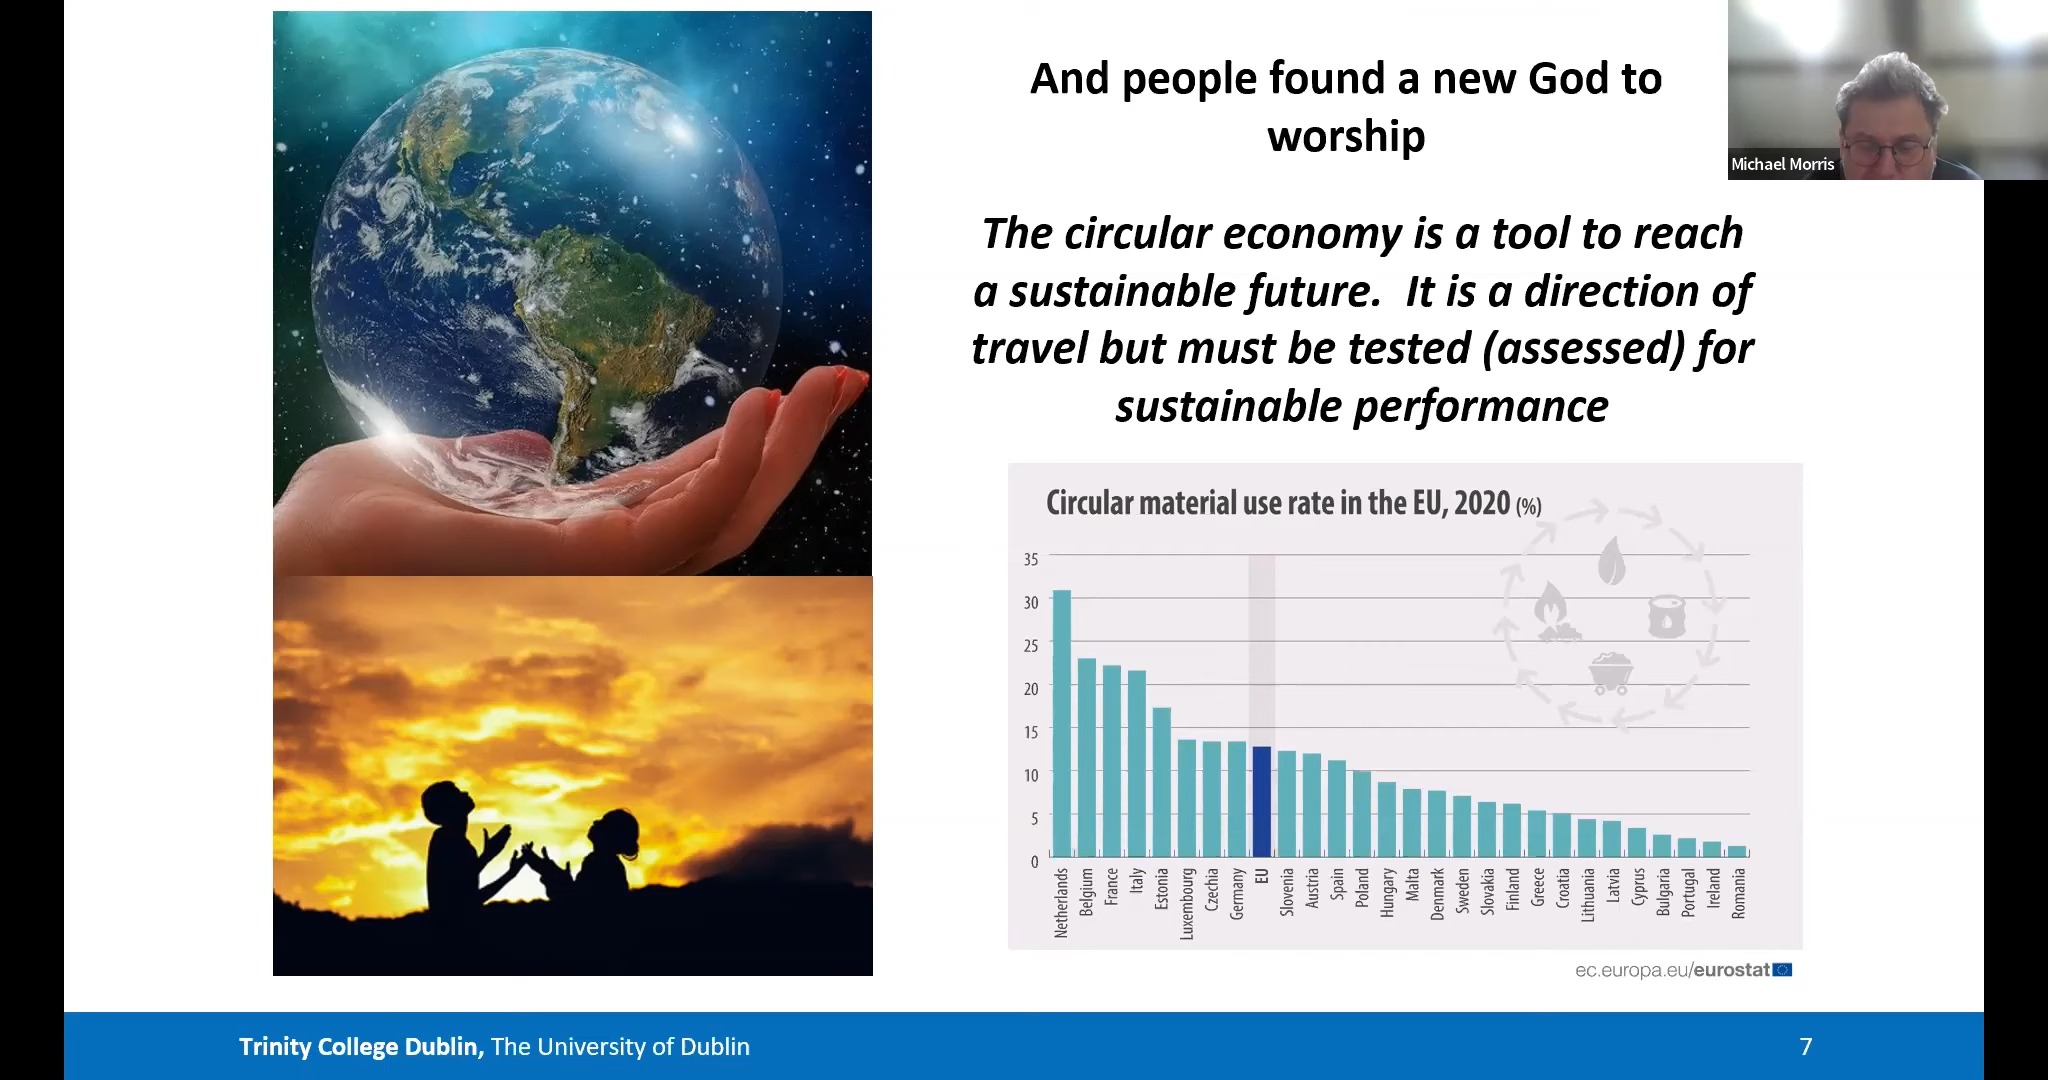 And people found a new God to
worship
Michael Morris
The circular economy is a tool to reach
a sustainable future.  It is a direction of
travel but must be tested (assessed) for
sustainable performance
Circular material use rate in the EU, 2020 (%)
35
30
25
20
15
10
5
0
Netherlands
Belgium
France
Italy
Estonia
Luxembourg
Czechia
Germany
EU
Slovenia
Austria
Spain
Poland
Hungary
Malta
Denmark
Sweden
Slovakia
Finland
Greece
Croatia
Lithuania
Latvia
Cyprus
Bulgaria
Portugal
Ireland
Romania
ec.europa.eu/eurostat
Trinity College Dublin, The University of Dublin
7